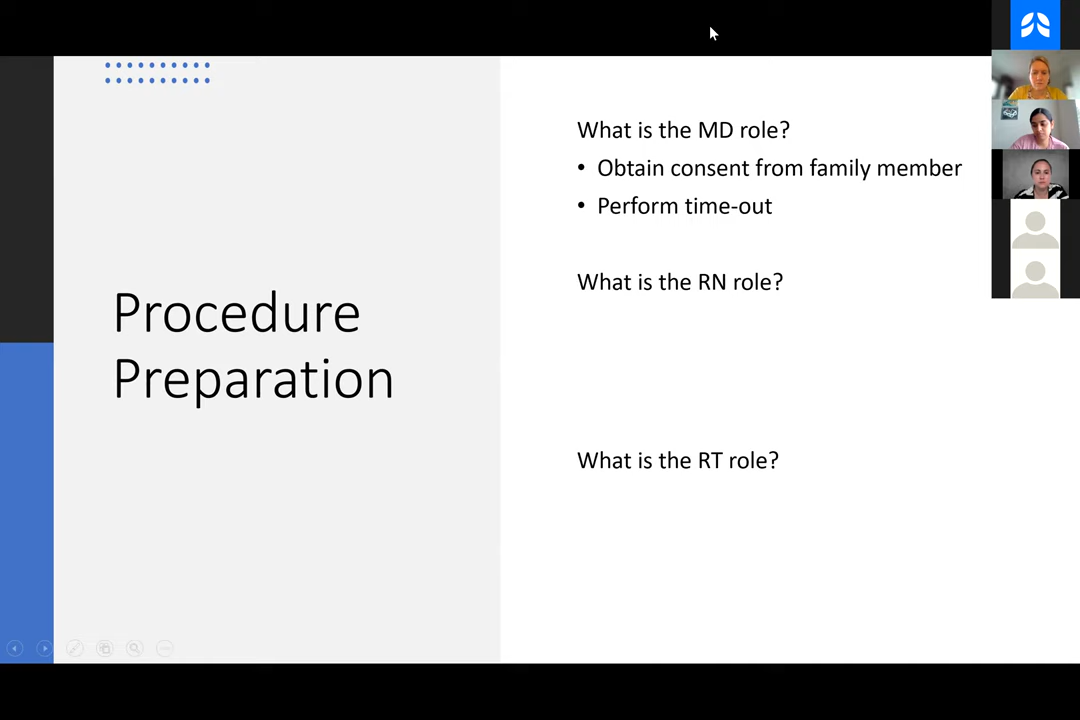 Procedure
Preparation
What is the MD role?
• Obtain consent from family member
• Perform time-out
What is the RN role?
What is the RT role?